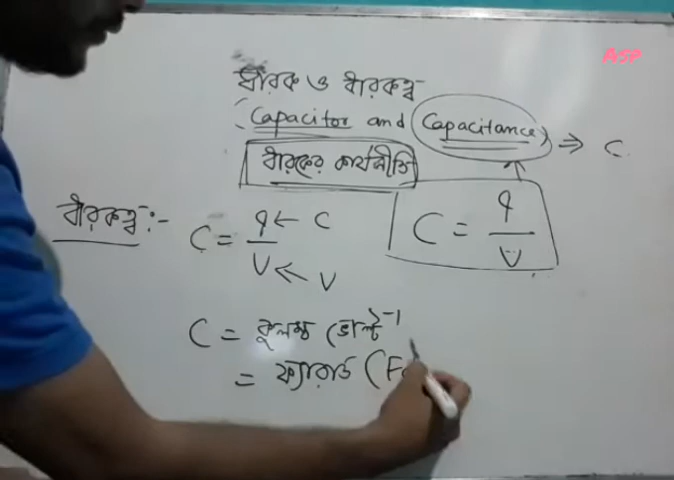 ASP
ধারক ও ধারকত্ব
(Capacitor and Capacitance) ⇒ C
ধারকের কার্যনীতি
ধারকত্ব :- C = q/V ← C ← V
C = q/V
C = কুলম্ব (ভোল্ট)⁻¹
= ফ্যারাড (F